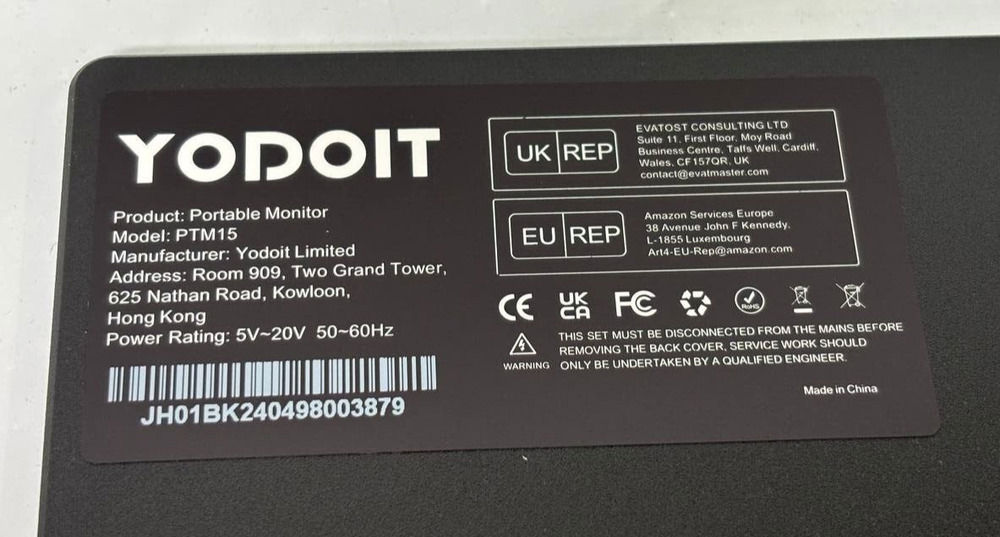 YODOIT
Product: Portable Monitor
Model: PTM15
Manufacturer: Yodoit Limited
Address: Room 909, Two Grand Tower,
625 Nathan Road, Kowloon,
Hong Kong
Power Rating: 5V~20V 50~60Hz
JH01BK240498003879
UK REP
EVATOST CONSULTING LTD
Suite 11, First Floor, Moy Road
Business Centre, Taffs Well, Cardiff,
Wales, CF157QR, UK
contact@evatmaster.com
EU REP
Amazon Services Europe
38 Avenue John F Kennedy,
L-1855 Luxembourg
Art4-EU-Rep@amazon.com
CE UK CA FC RoHS
WARNING
THIS SET MUST BE DISCONNECTED FROM THE MAINS BEFORE
REMOVING THE BACK COVER, SERVICE WORK SHOULD
ONLY BE UNDERTAKEN BY A QUALIFIED ENGINEER.
Made in China